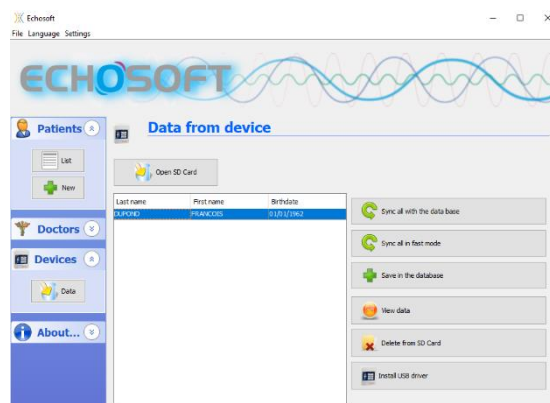 Echosoft
File Language Settings
ECHOSOFT
Patients
List
New
Doctors
Devices
Data
About...
Data from device
Open SD Card
Last name First name Birthdate
DUPOND FRANCOIS 01/01/1962
Sync all with the data base
Sync all in fast mode
Save in the database
View data
Delete from SD Card
Install USB driver